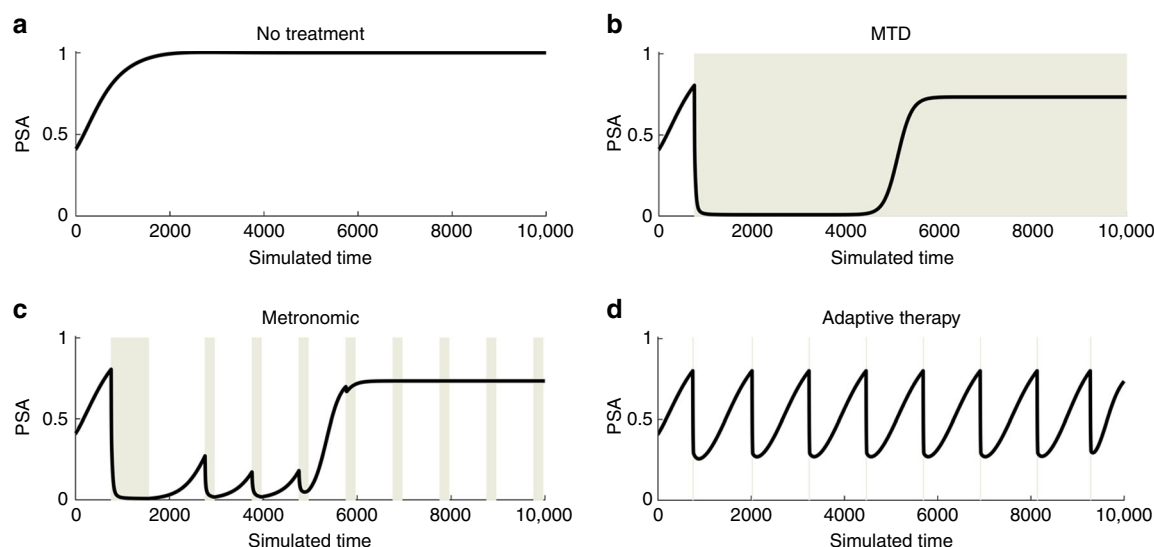 a
No treatment
1
0.5
0
PSA
0 2000 4000 6000 8000 10,000
Simulated time
b
MTD
1
0.5
0
PSA
0 2000 4000 6000 8000 10,000
Simulated time
c
Metronomic
1
0.5
0
PSA
0 2000 4000 6000 8000 10,000
Simulated time
d
Adaptive therapy
1
0.5
0
PSA
0 2000 4000 6000 8000 10,000
Simulated time